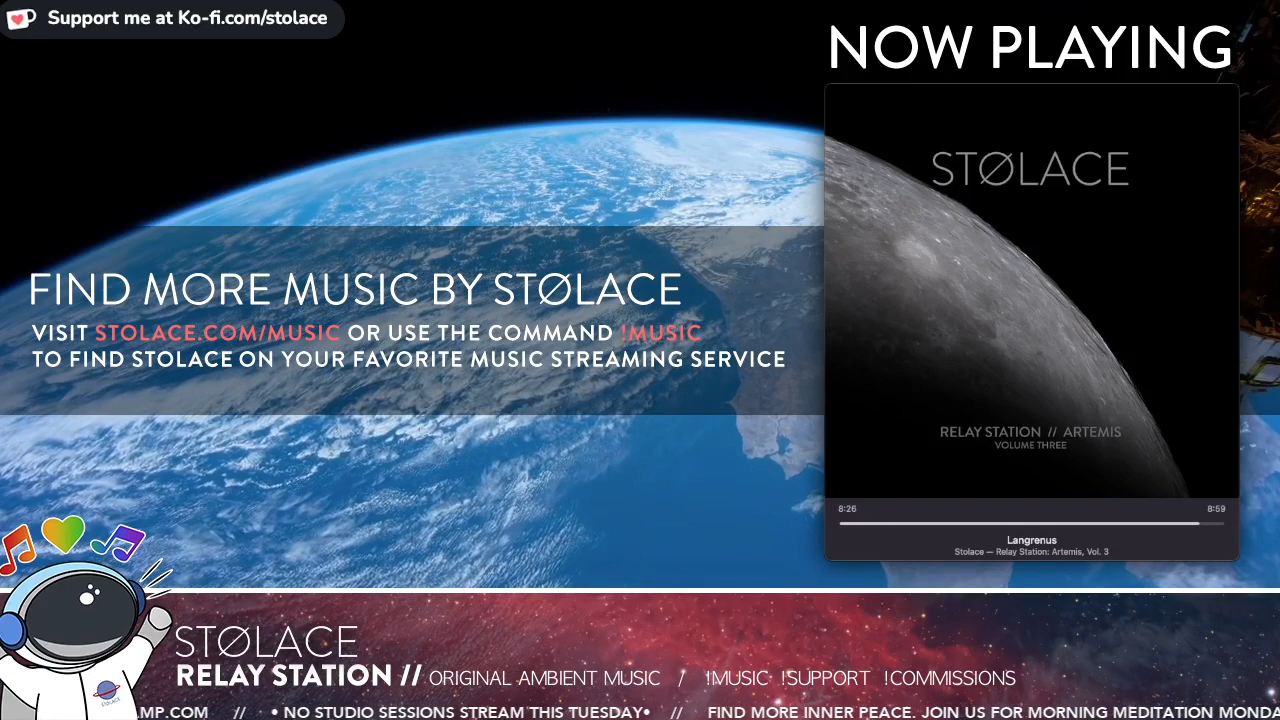 Support me at Ko-fi.com/stolace
NOW PLAYING
STØLACE
FIND MORE MUSIC BY STØLACE
VISIT STOLACE.COM/MUSIC OR USE THE COMMAND !MUSIC
TO FIND STOLACE ON YOUR FAVORITE MUSIC STREAMING SERVICE
RELAY STATION // ARTEMIS
VOLUME THREE
8:26 8:59
Langrenus
Stolace — Relay Station: Artemis, Vol. 3
STØLACE
RELAY STATION // ORIGINAL AMBIENT MUSIC / !MUSIC !SUPPORT !COMMISSIONS
STØLACE
MP.COM // • NO STUDIO SESSIONS STREAM THIS TUESDAY• // FIND MORE INNER PEACE. JOIN US FOR MORNING MEDITATION MONDA